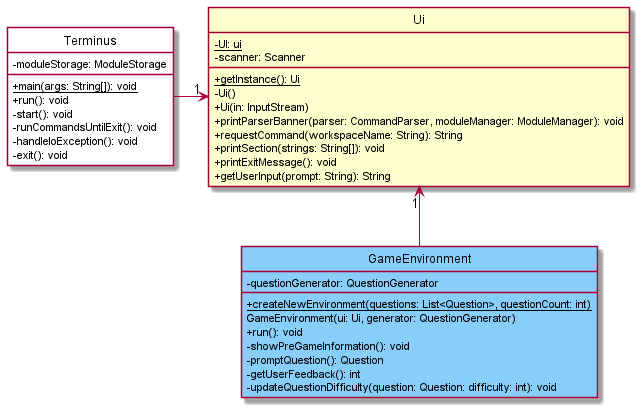 Terminus
-moduleStorage: ModuleStorage
+main(args: String[]): void
+run(): void
-start(): void
-runCommandsUntilExit(): void
-handleIoException(): void
-exit(): void
1
Ui
-UI: ui
-scanner: Scanner
+getInstance(): Ui
-Ui()
+Ui(in: InputStream)
+printParserBanner(parser: CommandParser, moduleManager: ModuleManager): void
+requestCommand(workspaceName: String): String
+printSection(strings: String[]): void
+printExitMessage(): void
+getUserInput(prompt: String): String
1
GameEnvironment
-questionGenerator: QuestionGenerator
+createNewEnvironment(questions: List<Question>, questionCount: int)
GameEnvironment(ui: Ui, generator: QuestionGenerator)
+run(): void
-showPreGameInformation(): void
-promptQuestion(): Question
-getUserFeedback(): int
-updateQuestionDifficulty(question: Question: difficulty: int): void